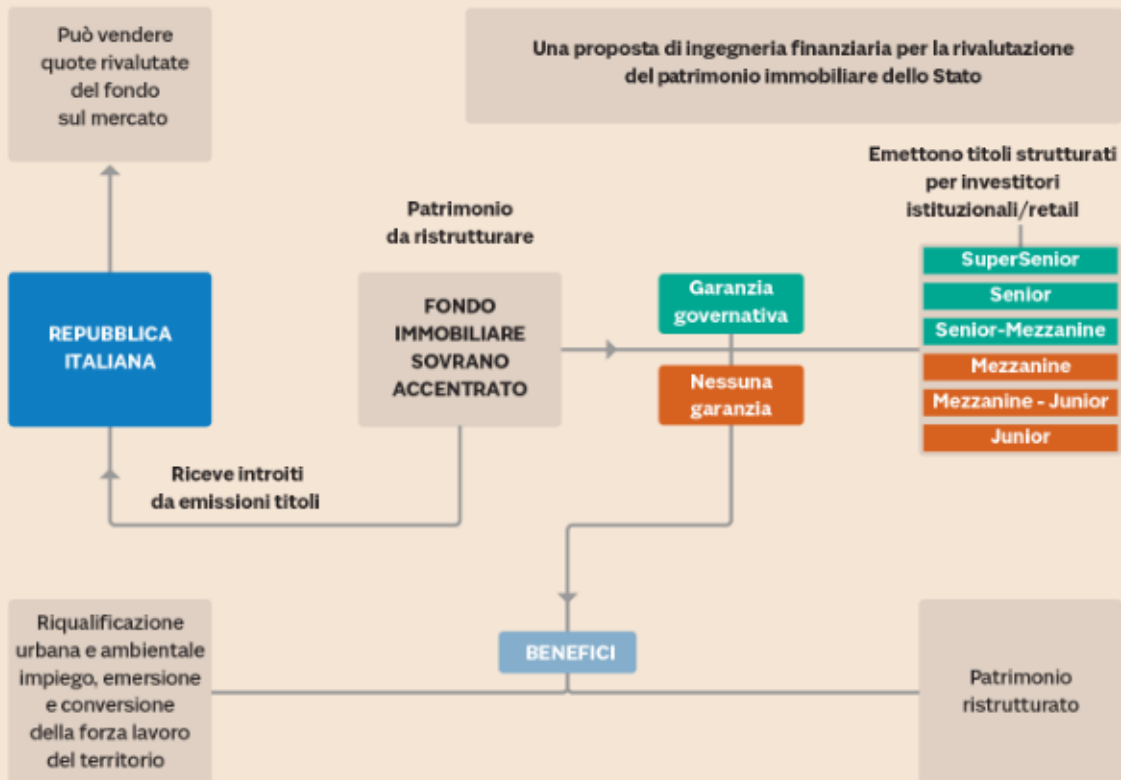 Può vendere
quote rivalutate
del fondo
sul mercato
Una proposta di ingegneria finanziaria per la rivalutazione
del patrimonio immobiliare dello Stato
Emettono titoli strutturati
per investitori
istituzionali/retail
Patrimonio
da ristrutturare
REPUBBLICA
ITALIANA
FONDO
IMMOBILIARE
SOVRANO
ACCENTRATO
Garanzia
governativa
Nessuna
garanzia
SuperSenior
Senior
Senior-Mezzanine
Mezzanine
Mezzanine - Junior
Junior
Riceve introiti
da emissioni titoli
Riqualificazione
urbana e ambientale
impiego, emersione
e conversione
della forza lavoro
del territorio
BENEFICI
Patrimonio
ristrutturato